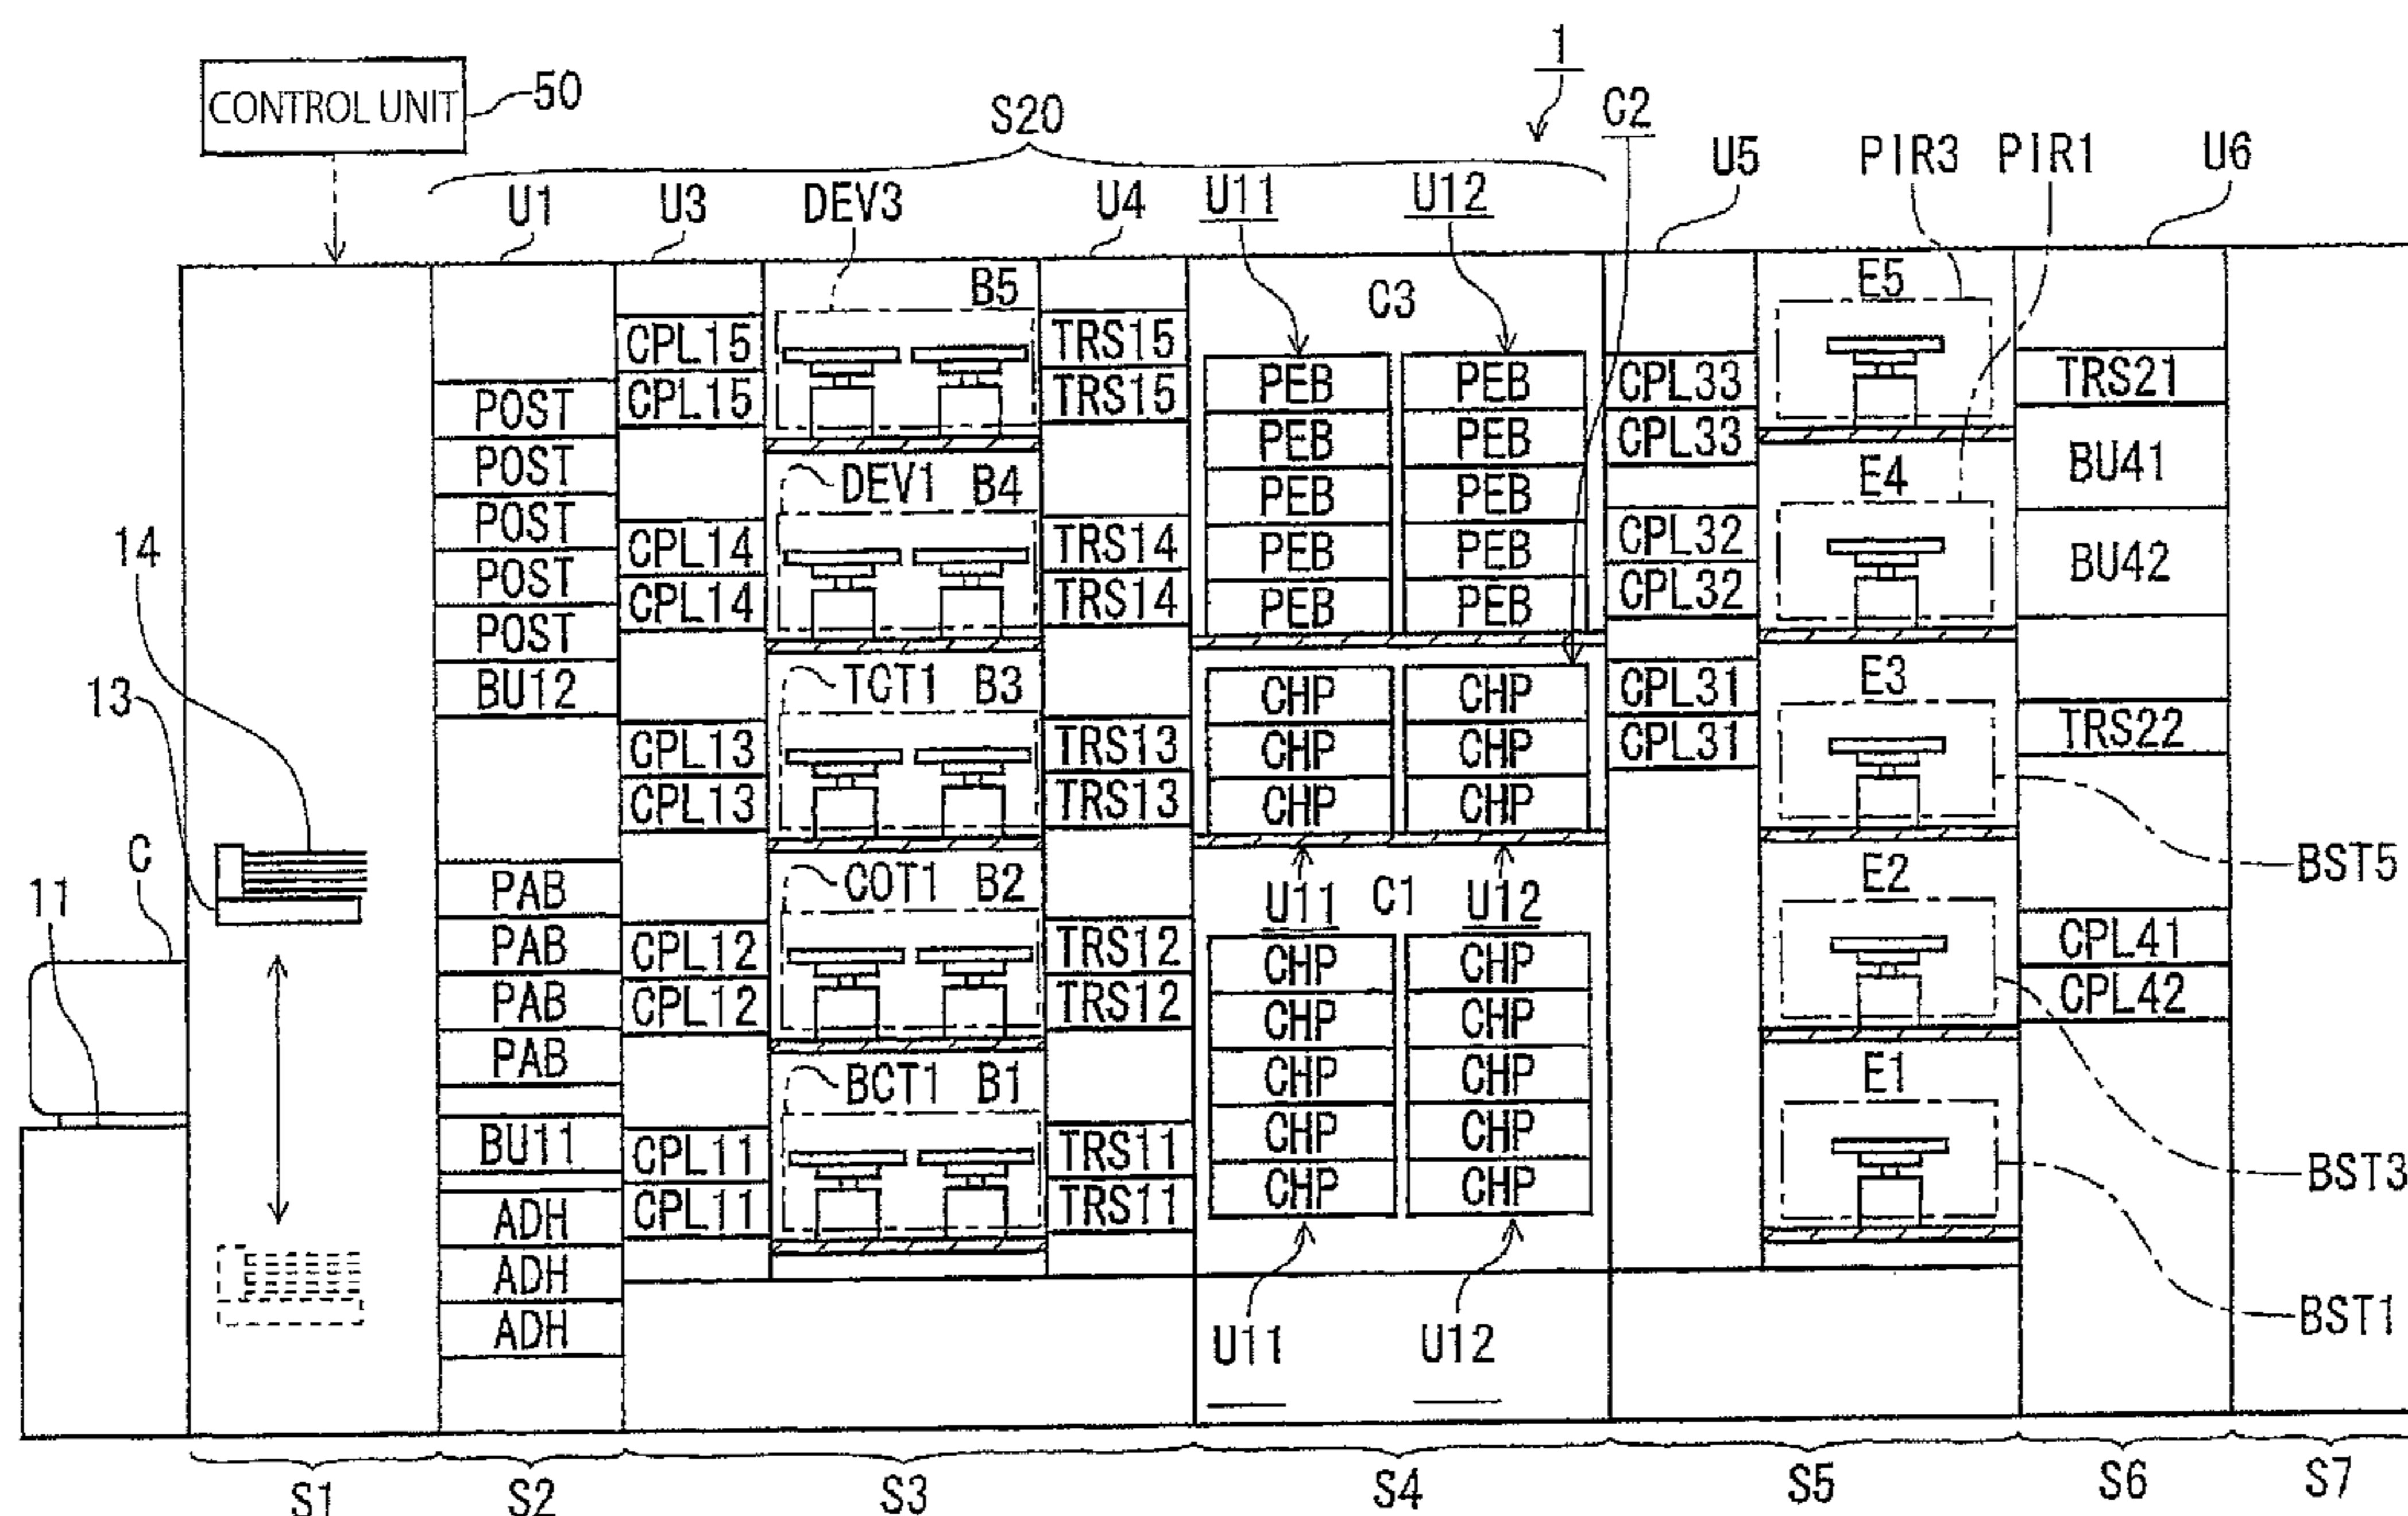 1
CONTROL UNIT
50
S20
C2
U1
U3
DEV3
U4
U11
U12
U5
PIR3
PIR1
U6
B5
C3
E5
CPL15
CPL15
TRS15
TRS15
PEB
PEB
PEB
PEB
PEB
PEB
PEB
PEB
PEB
PEB
CPL33
CPL33
TRS21
POST
POST
POST
POST
POST
BU12
DEV1
B4
E4
BU41
BU42
14
13
CPL14
CPL14
TRS14
TRS14
CPL32
CPL32
TCT1
B3
CHP
CHP
CHP
CHP
CHP
CHP
CPL31
CPL31
E3
TRS22
CPL13
CPL13
TRS13
TRS13
C
11
PAB
PAB
PAB
PAB
COT1
B2
U11
C1
U12
E2
BST5
CPL12
CPL12
TRS12
TRS12
CHP
CHP
CHP
CHP
CHP
CHP
CHP
CHP
CHP
CHP
CPL41
CPL42
BCT1
B1
E1
BU11
CPL11
CPL11
TRS11
TRS11
BST3
ADH
ADH
ADH
U11
U12
BST1
S1
S2
S3
S4
S5
S6
S7